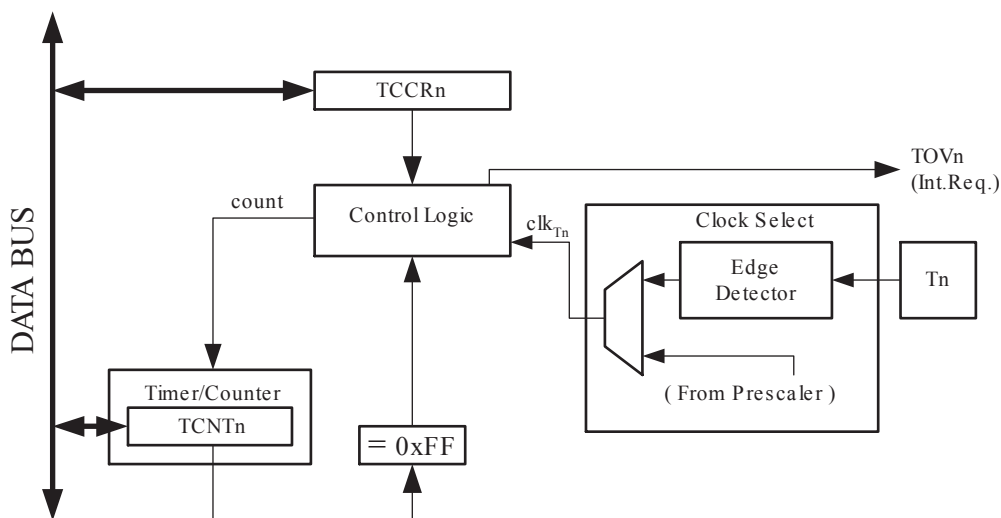 TCCRn
TOVn
(Int.Req.)
count
Control Logic
clkTn
Clock Select
DATA BUS
Edge
Detector
Tn
Timer/Counter
TCNTn
= 0xFF
( From Prescaler )